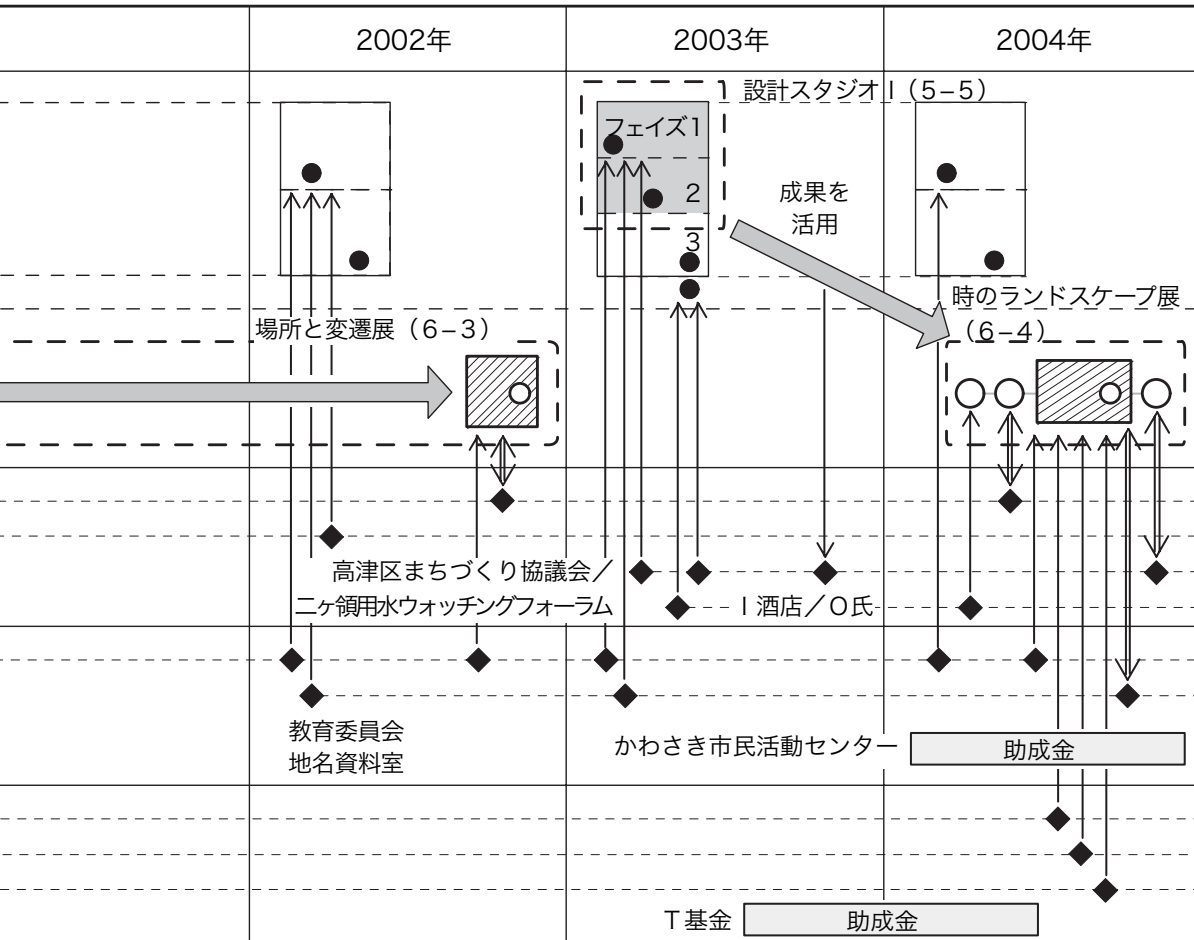 2002年
2003年
2004年
設計スタジオⅠ（5−5）
フェイズ1
2
3
成果を
活用
時のランドスケープ展
（6−4）
場所と変遷展（6−3）
高津区まちづくり協議会／
二ヶ領用水ウォッチングフォーラム
Ⅰ酒店／O氏
教育委員会
地名資料室
かわさき市民活動センター
助成金
T基金
助成金